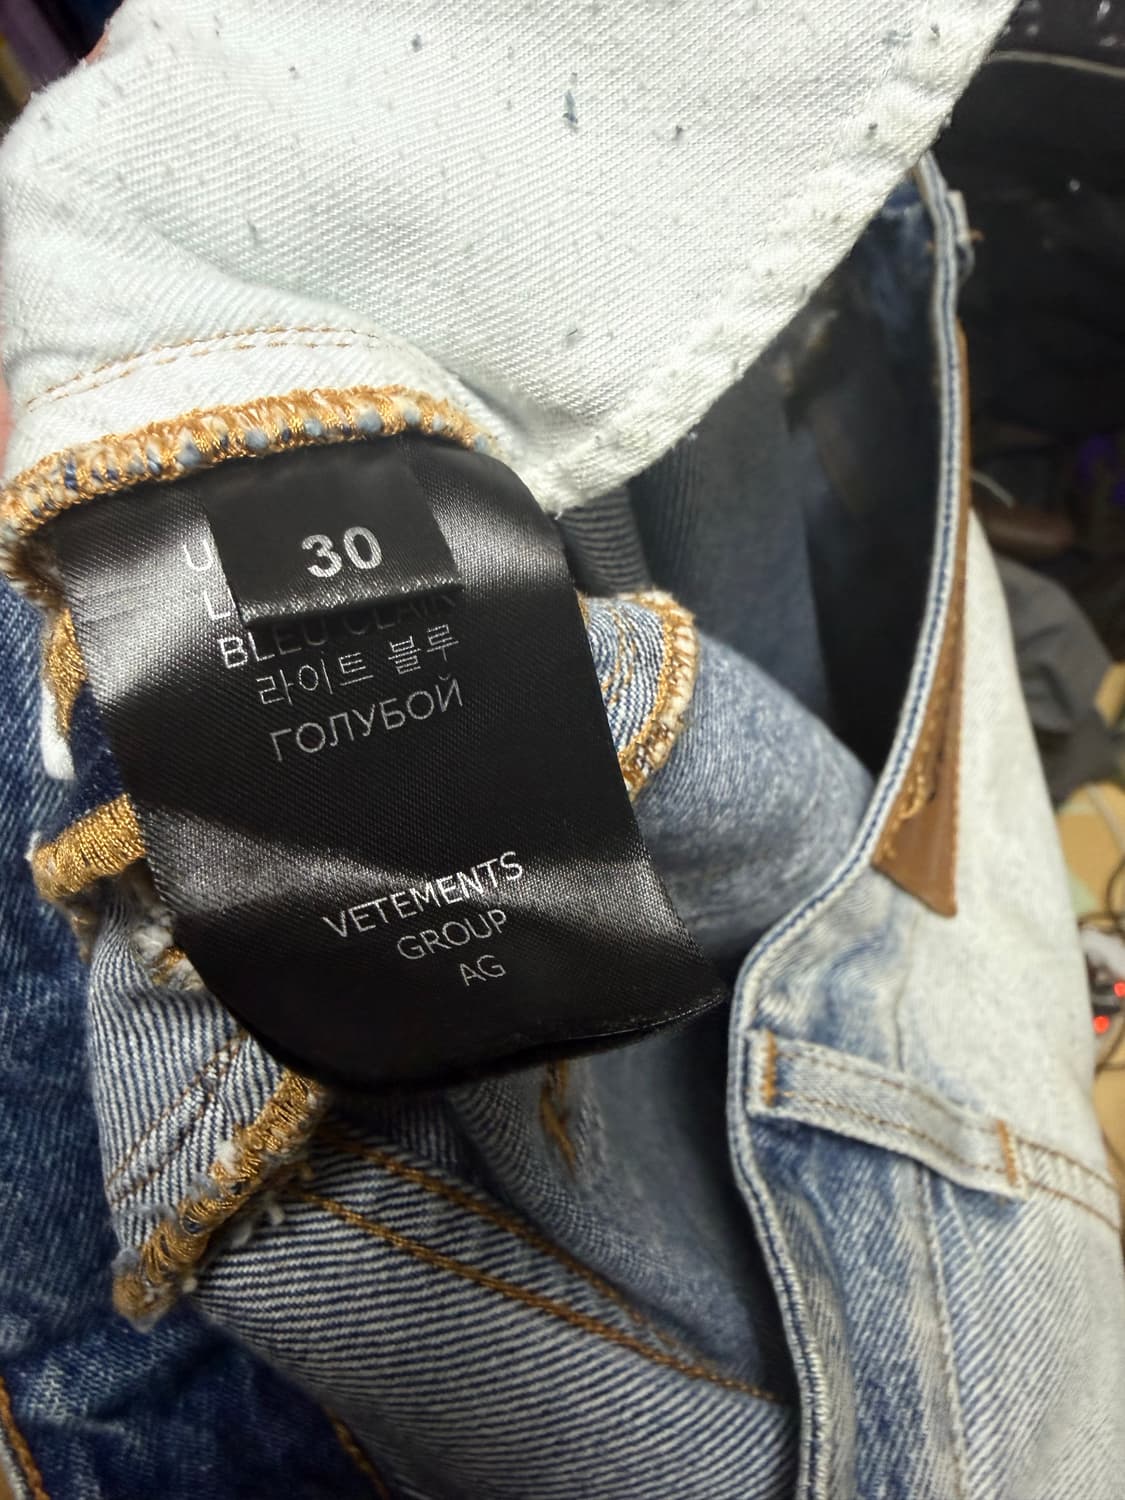 30
BLEU CLAIR
라이트 블루
ГОЛУБОЙ
VETEMENTS
GROUP
AG